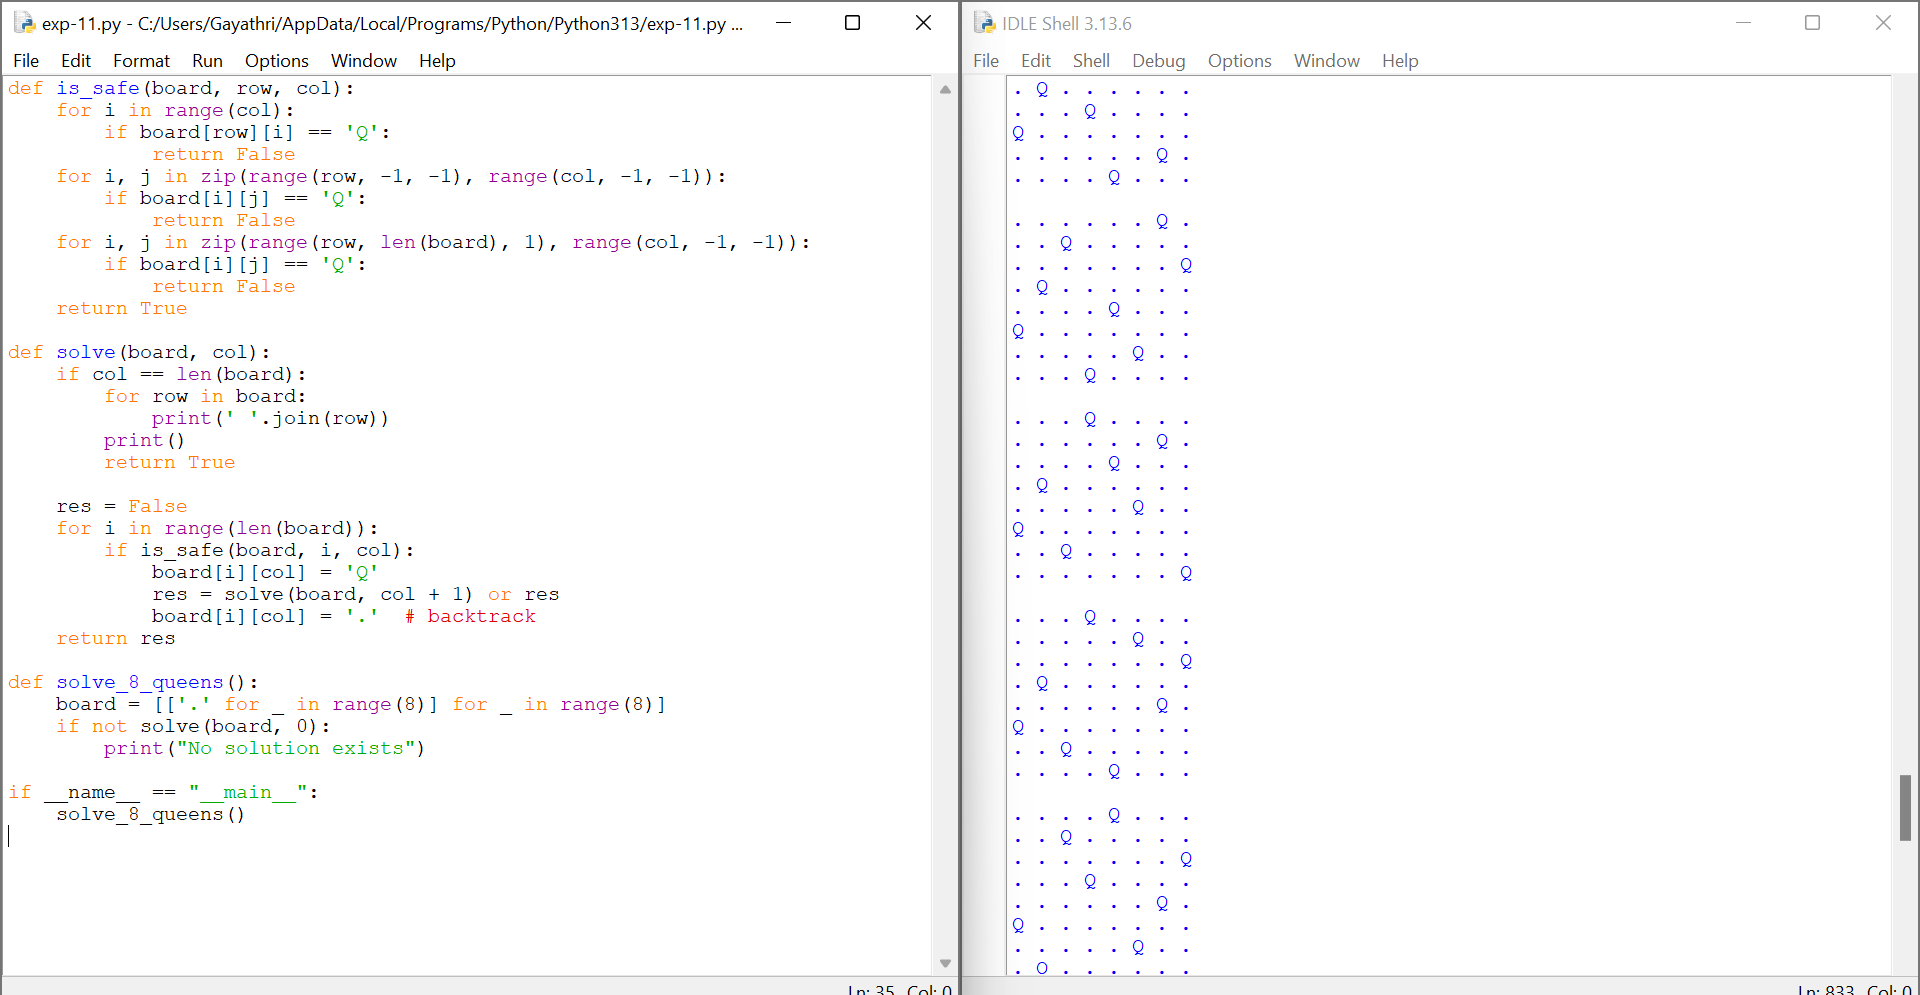 exp-11.py - C:/Users/Gayathri/AppData/Local/Programs/Python/Python313/exp-11.py ...
File Edit Format Run Options Window Help
def is_safe(board, row, col):
    for i in range(col):
        if board[row][i] == 'Q':
            return False
    for i, j in zip(range(row, -1, -1), range(col, -1, -1)):
        if board[i][j] == 'Q':
            return False
    for i, j in zip(range(row, len(board), 1), range(col, -1, -1)):
        if board[i][j] == 'Q':
            return False
    return True

def solve(board, col):
    if col == len(board):
        for row in board:
            print(' '.join(row))
        print()
        return True

    res = False
    for i in range(len(board)):
        if is_safe(board, i, col):
            board[i][col] = 'Q'
            res = solve(board, col + 1) or res
            board[i][col] = '.'  # backtrack
    return res

def solve_8_queens():
    board = [['.' for _ in range(8)] for _ in range(8)]
    if not solve(board, 0):
        print("No solution exists")

if __name__ == "__main__":
    solve_8_queens()
Ln: 35 Col: 0
IDLE Shell 3.13.6
File Edit Shell Debug Options Window Help
. Q . . . . . .
. . . Q . . . .
Q . . . . . . .
. . . . . . Q .
. . . . Q . . .

. . . . . . Q .
. . Q . . . . .
. . . . . . . Q
. Q . . . . . .
. . . . Q . . .
Q . . . . . . .
. . . . . Q . .
. . . Q . . . .

. . . Q . . . .
. . . . . . Q .
. . . . Q . . .
. Q . . . . . .
. . . . . Q . .
Q . . . . . . .
. . Q . . . . .
. . . . . . . Q

. . . Q . . . .
. . . . . Q . .
. . . . . . . Q
. Q . . . . . .
. . . . . . Q .
Q . . . . . . .
. . Q . . . . .
. . . . Q . . .

. . . . Q . . .
. . Q . . . . .
. . . . . . . Q
. . . Q . . . .
. . . . . . Q .
Q . . . . . . .
. . . . . Q . .
. Q . . . . . .
Ln: 833 Col: 0